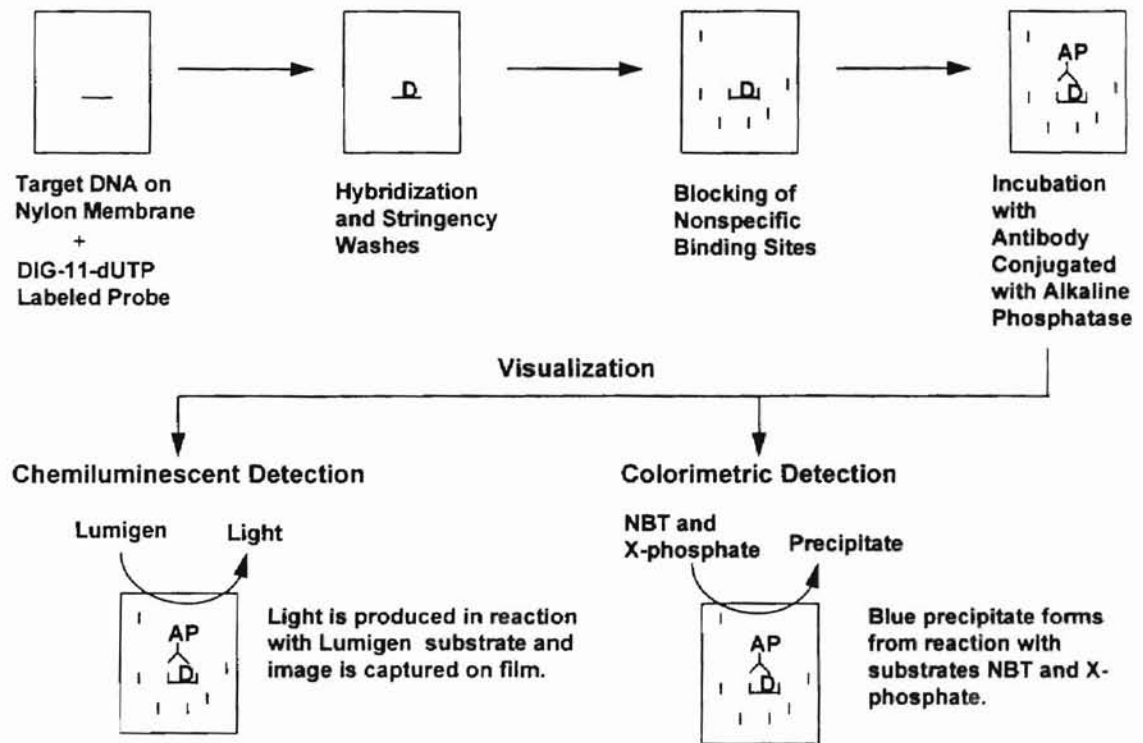 D
D
AP
D
Target DNA on
Nylon Membrane
+
DIG-11-dUTP
Labeled Probe
Hybridization
and Stringency
Washes
Blocking of
Nonspecific
Binding Sites
Incubation
with
Antibody
Conjugated
with Alkaline
Phosphatase
Visualization
Chemiluminescent Detection
Lumigen
Light
AP
D
Light is produced in reaction
with Lumigen substrate and
image is captured on film.
Colorimetric Detection
NBT and
X-phosphate
Precipitate
AP
D
Blue precipitate forms
from reaction with
substrates NBT and X-
phosphate.